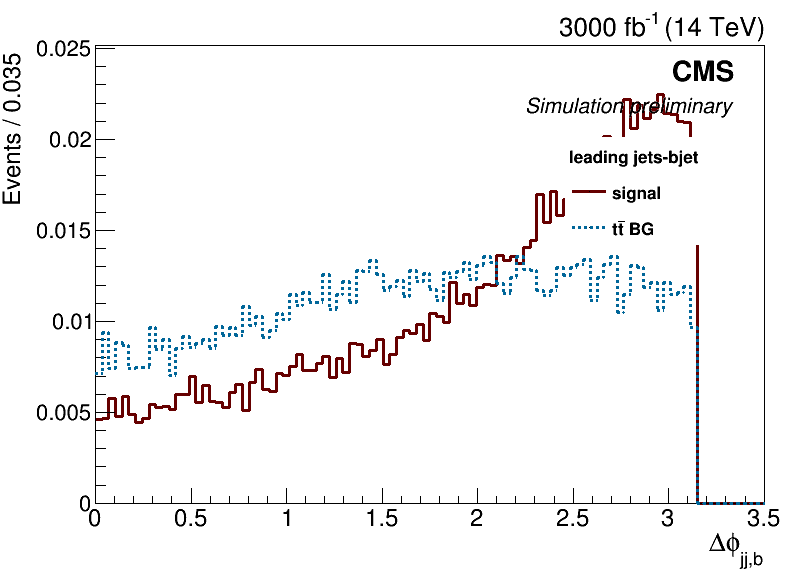 3000 fb⁻¹ (14 TeV)
CMS
Simulation preliminary
leading jets-bjet
signal
tt̄ BG
Events / 0.035
0.025
0.02
0.015
0.01
0.005
0
0 0.5 1 1.5 2 2.5 3 3.5
Δϕ_jj,b